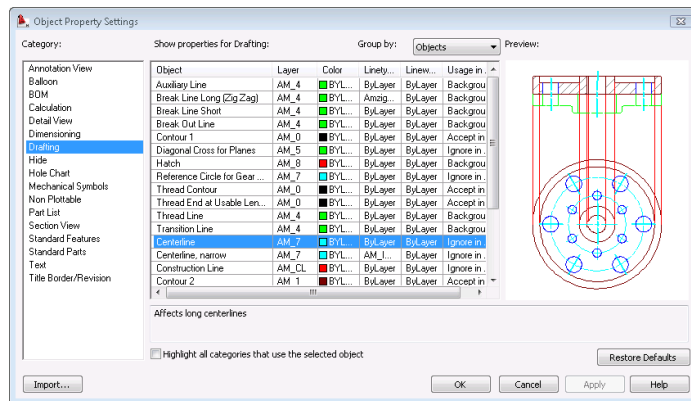 Object Property Settings
Category: Show properties for Drafting: Group by: Objects Preview:
Annotation View
Balloon
BOM
Calculation
Detail View
Dimensioning
Drafting
Hide
Hole Chart
Mechanical Symbols
Non Plottable
Part List
Section View
Standard Features
Standard Parts
Text
Title Border/Revision
Object Layer Color Linety... Linew... Usage in .
Auxiliary Line AM_4 BYL... ByLayer ByLayer Backgrou
Break Line Long (Zig Zag) AM_4 BYL... Amzig... ByLayer Backgrou
Break Line Short AM_4 BYL... ByLayer ByLayer Backgrou
Break Out Line AM_4 BYL... ByLayer ByLayer Backgrou
Contour 1 AM_0 BYL... ByLayer ByLayer Accept in
Diagonal Cross for Planes AM_5 BYL... ByLayer ByLayer Ignore in .
Hatch AM_8 BYL... ByLayer ByLayer Backgrou
Reference Circle for Gear ... AM_7 BYL... ByLayer ByLayer Ignore in .
Thread Contour AM_0 BYL... ByLayer ByLayer Accept in
Thread End at Usable Len... AM_0 BYL... ByLayer ByLayer Accept in
Thread Line AM_4 BYL... ByLayer ByLayer Backgrou
Transition Line AM_4 BYL... ByLayer ByLayer Backgrou
Centerline AM_7 BYL... ByLayer ByLayer Ignore in .
Centerline, narrow AM_7 BYL... AM_I... ByLayer Ignore in .
Construction Line AM_CL BYL... ByLayer ByLayer Ignore in .
Contour 2 AM_1 BYL... ByLayer ByLayer Accept in
Affects long centerlines
Highlight all categories that use the selected object
Restore Defaults
Import... OK Cancel Apply Help